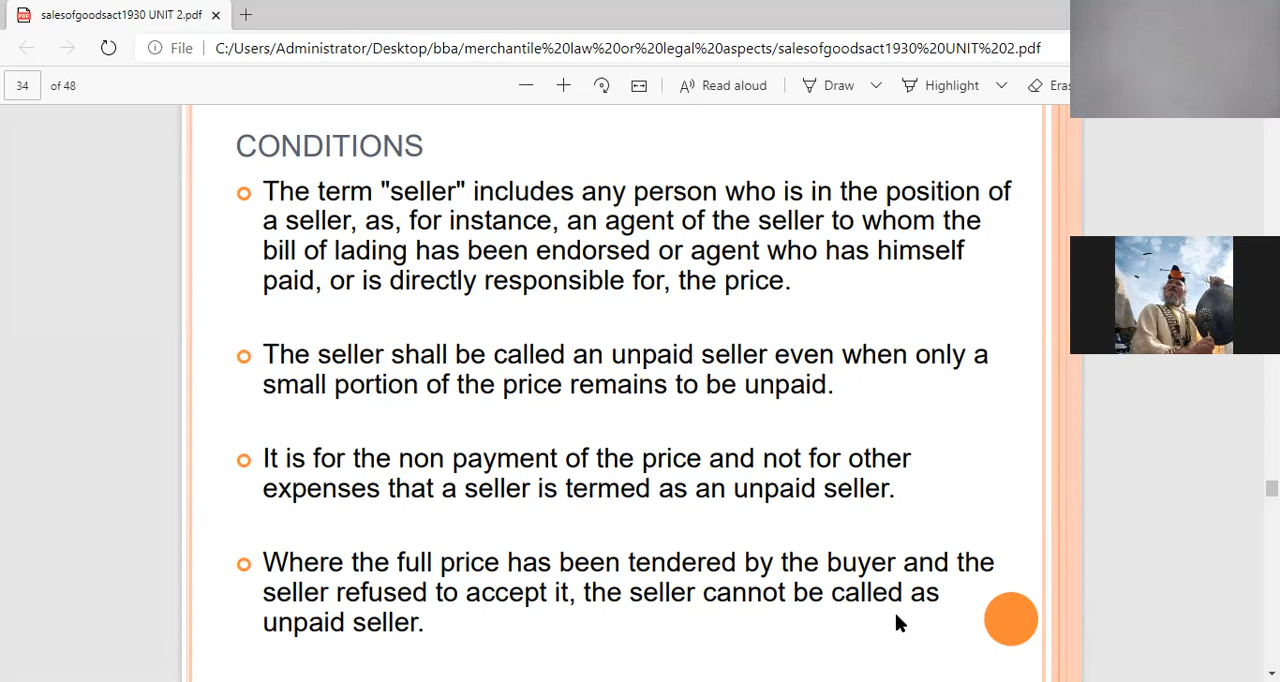 salesofgoodsact1930 UNIT 2.pdf
File
C:/Users/Administrator/Desktop/bba/merchantile%20law%20or%20legal%20aspects/salesofgoodsact1930%20UNIT%202.pdf
34 of 48
Read aloud
Draw
Highlight
CONDITIONS
The term "seller" includes any person who is in the position of
a seller, as, for instance, an agent of the seller to whom the
bill of lading has been endorsed or agent who has himself
paid, or is directly responsible for, the price.
The seller shall be called an unpaid seller even when only a
small portion of the price remains to be unpaid.
It is for the non payment of the price and not for other
expenses that a seller is termed as an unpaid seller.
Where the full price has been tendered by the buyer and the
seller refused to accept it, the seller cannot be called as
unpaid seller.